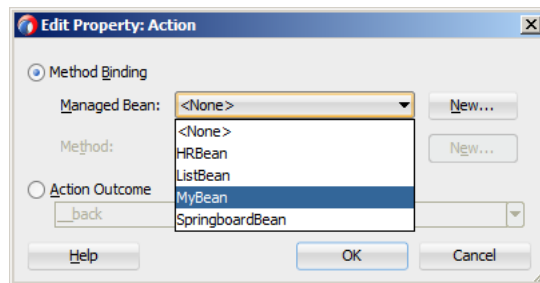 Edit Property: Action
Method Binding
Managed Bean: <None> New...
<None>
Method: HRBean New...
ListBean
Action Outcome MyBean
__back SpringboardBean
Help OK Cancel